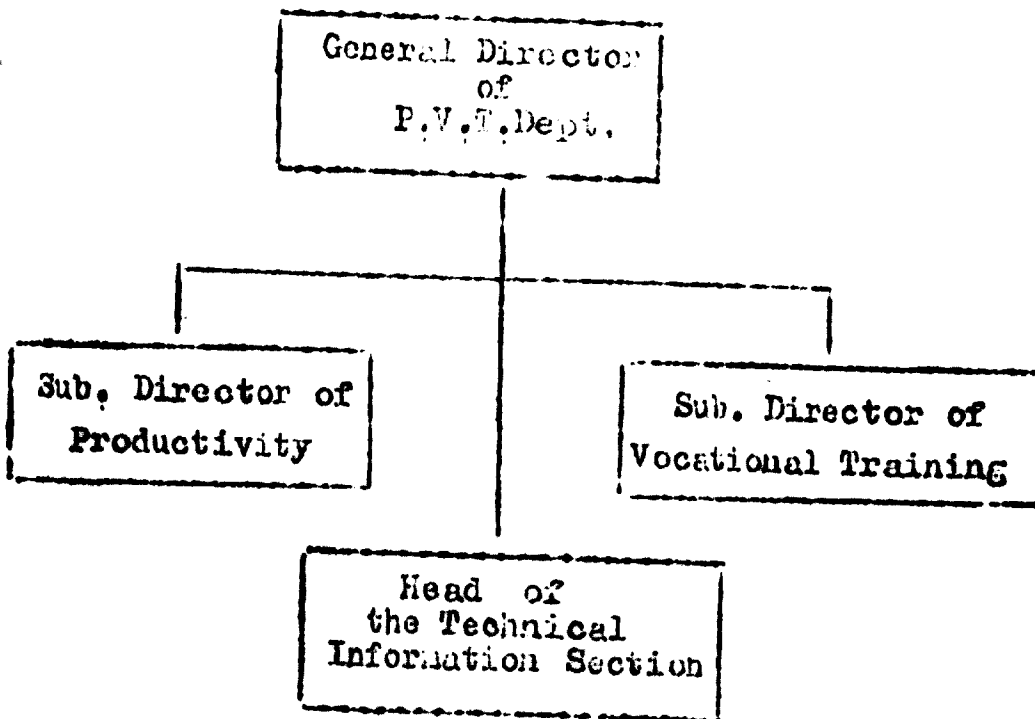 General Director
of
P.V.T.Dept.
Sub. Director of
Productivity
Sub. Director of
Vocational Training
Head of
the Technical
Information Section